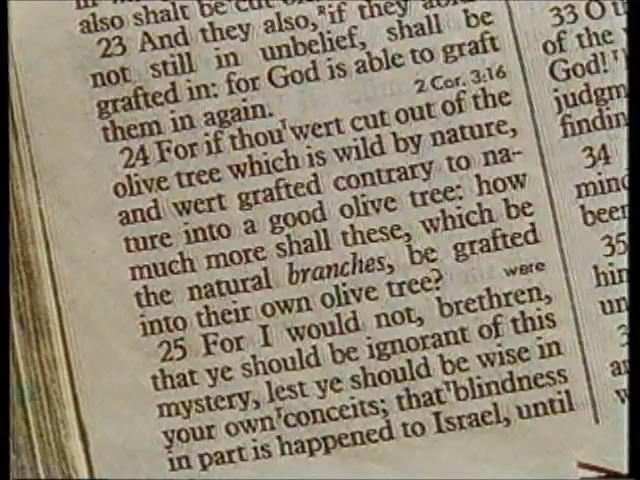 also shalt be cut
23 And they also, if they
not still in unbelief, shall be
grafted in: for God is able to graft
them in again. 2 Cor. 3:16
24 For if thou wert cut out of the
olive tree which is wild by nature,
and wert grafted contrary to na-
ture into a good olive tree: how
much more shall these, which be
the natural branches, be grafted
into their own olive tree? were
25 For I would not, brethren,
that ye should be ignorant of this
mystery, lest ye should be wise in
your own conceits; that blindness
in part is happened to Israel, until
33 O
of the
God!
judgm
findin
34
mind
been
35
him
un